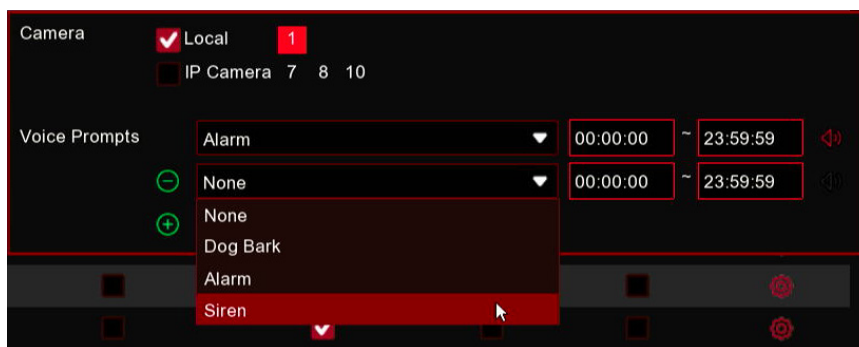 Camera Local 1
IP Camera 7 8 10
Voice Prompts Alarm 00:00:00 ~ 23:59:59
None 00:00:00 ~ 23:59:59
None
Dog Bark
Alarm
Siren